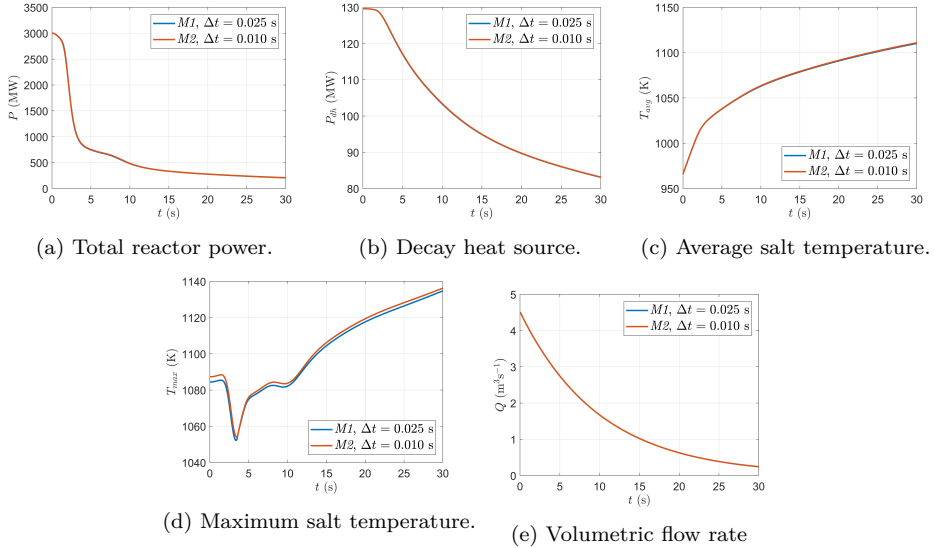 3500
3000
2500
2000
1500
1000
500
0
P (MW)
0 5 10 15 20 25 30
t (s)
M1, Δt = 0.025 s
M2, Δt = 0.010 s
(a) Total reactor power.
130
120
110
100
90
80
P_dh (MW)
0 5 10 15 20 25 30
t (s)
M1, Δt = 0.025 s
M2, Δt = 0.010 s
(b) Decay heat source.
1150
1100
1050
1000
950
T_avg (K)
0 5 10 15 20 25 30
t (s)
M1, Δt = 0.025 s
M2, Δt = 0.010 s
(c) Average salt temperature.
1140
1120
1100
1080
1060
1040
T_max (K)
0 5 10 15 20 25 30
t (s)
M1, Δt = 0.025 s
M2, Δt = 0.010 s
(d) Maximum salt temperature.
5
4
3
2
1
0
Q (m³s⁻¹)
0 5 10 15 20 25 30
t (s)
M1, Δt = 0.025 s
M2, Δt = 0.010 s
(e) Volumetric flow rate